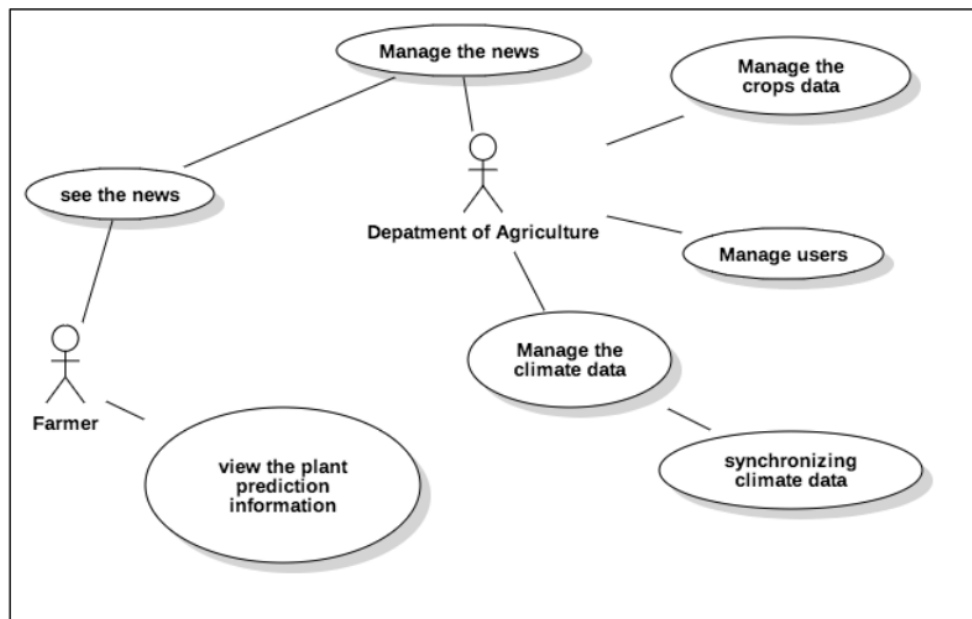 Manage the news
Manage the
crops data
see the news
Depatment of Agriculture
Manage users
Manage the
climate data
Farmer
view the plant
prediction
information
synchronizing
climate data